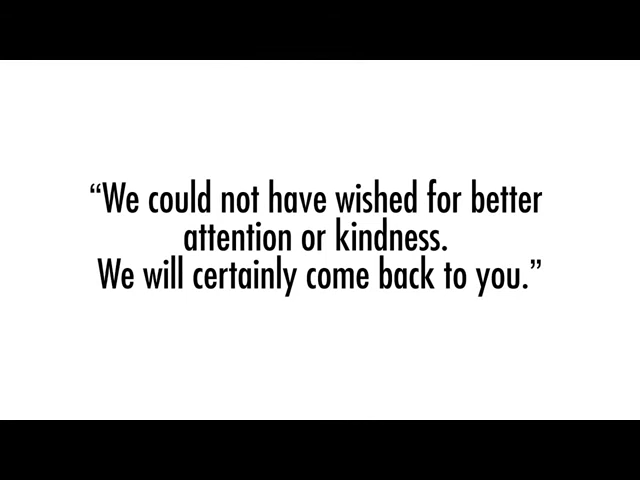 “We could not have wished for better
attention or kindness.
We will certainly come back to you.”